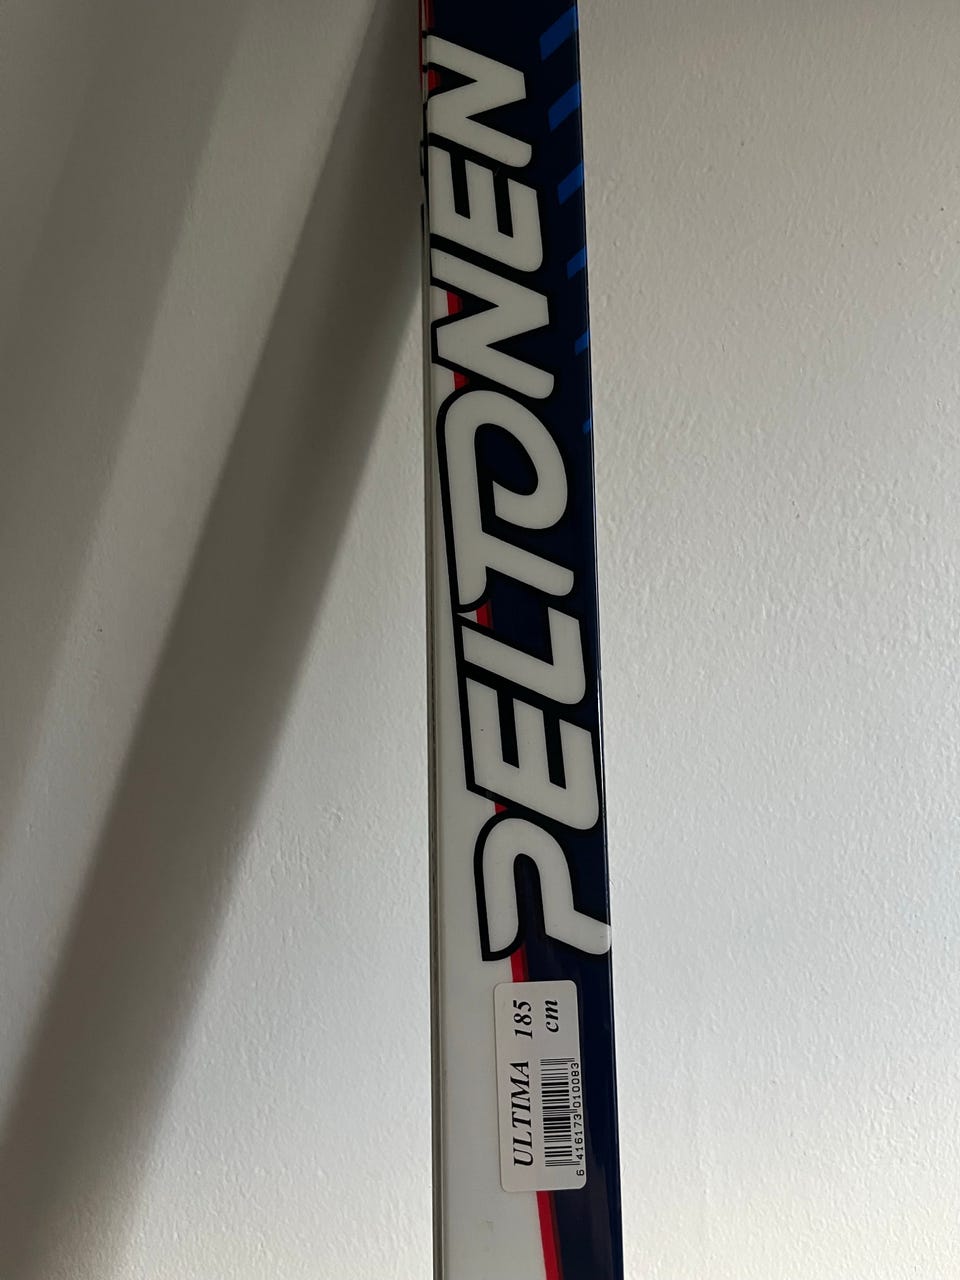 PELTONEN
ULTIMA 185
cm
6 416173 010083